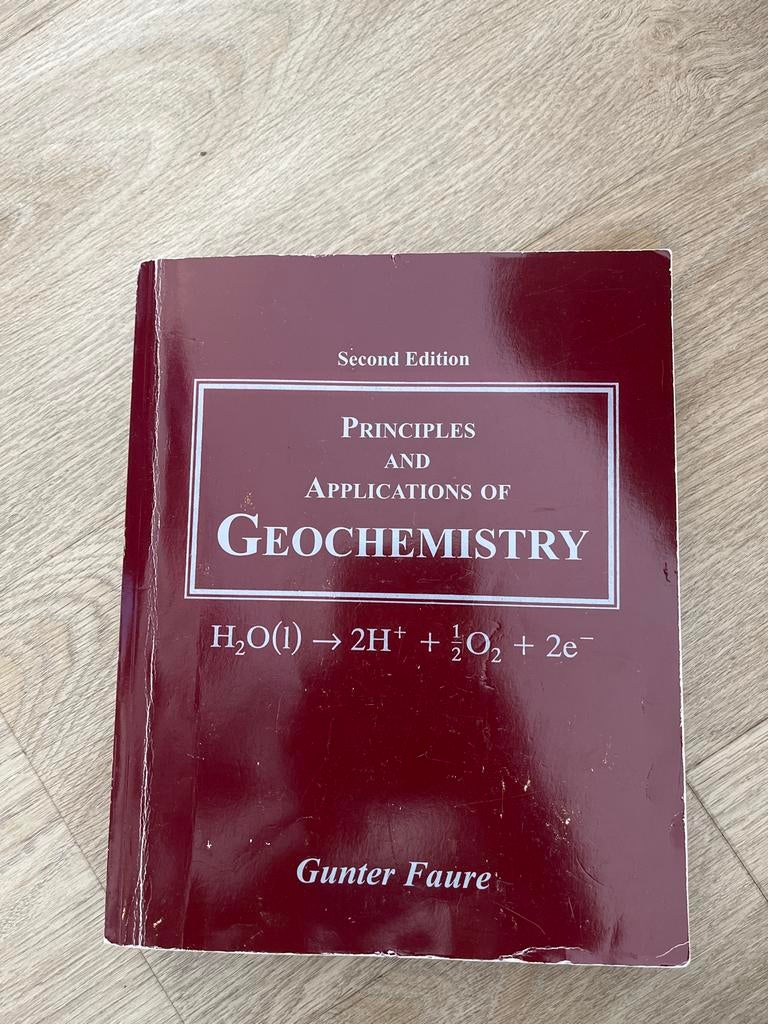 Second Edition
PRINCIPLES
AND
APPLICATIONS OF
GEOCHEMISTRY
H₂O(l) → 2H⁺ + ½O₂ + 2e⁻
Gunter Faure